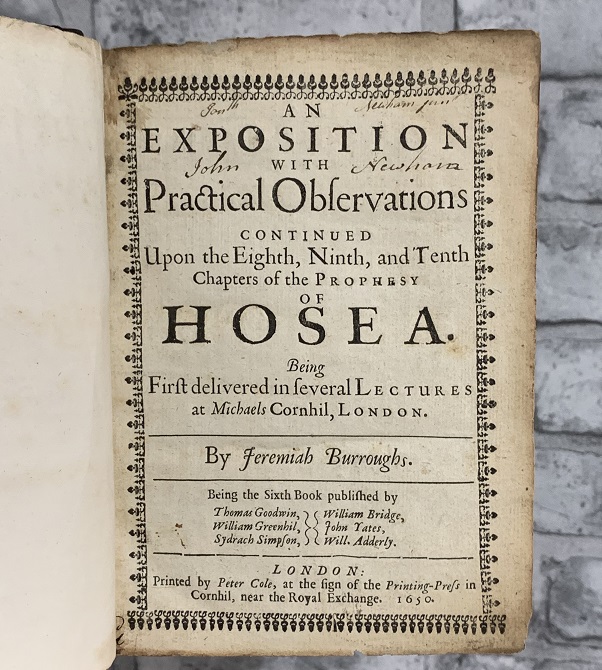 AN
EXPOSITION
John WITH Newham
Practical Obſervations
CONTINUED
Upon the Eighth, Ninth, and Tenth
Chapters of the PROPHESY
OF
HOSEA.
Being
Firſt delivered in ſeveral LECTURES
at Michaels Cornhil, LONDON.
By Jeremiah Burroughs.
Being the Sixth Book publiſhed by
Thomas Goodwin, }{ William Bridge,
William Greenhil, }{ John Yates,
Sydrach Simpſon, }{ Will. Adderly.
LONDON:
Printed by Peter Cole, at the ſign of the Printing-Preſs in
Cornhil, near the Royal Exchange. 1650.